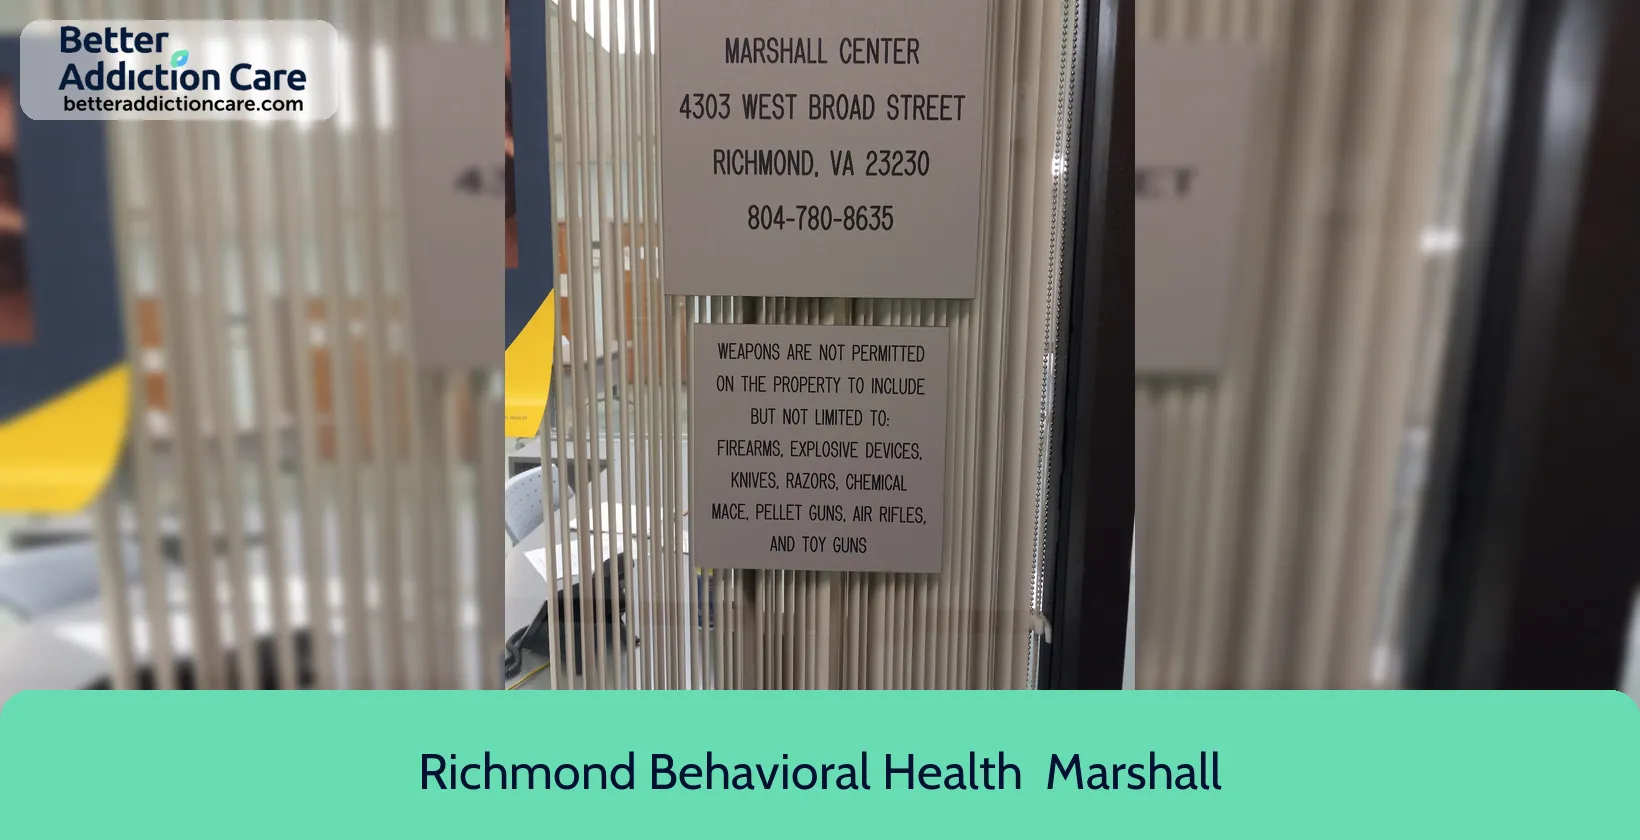 Better
Addiction Care
betteraddictioncare.com
MARSHALL CENTER
4303 WEST BROAD STREET
RICHMOND, VA 23230
804-780-8635
WEAPONS ARE NOT PERMITTED
ON THE PROPERTY TO INCLUDE
BUT NOT LIMITED TO:
FIREARMS, EXPLOSIVE DEVICES,
KNIVES, RAZORS, CHEMICAL
MACE, PELLET GUNS, AIR RIFLES,
AND TOY GUNS
Richmond Behavioral Health  Marshall